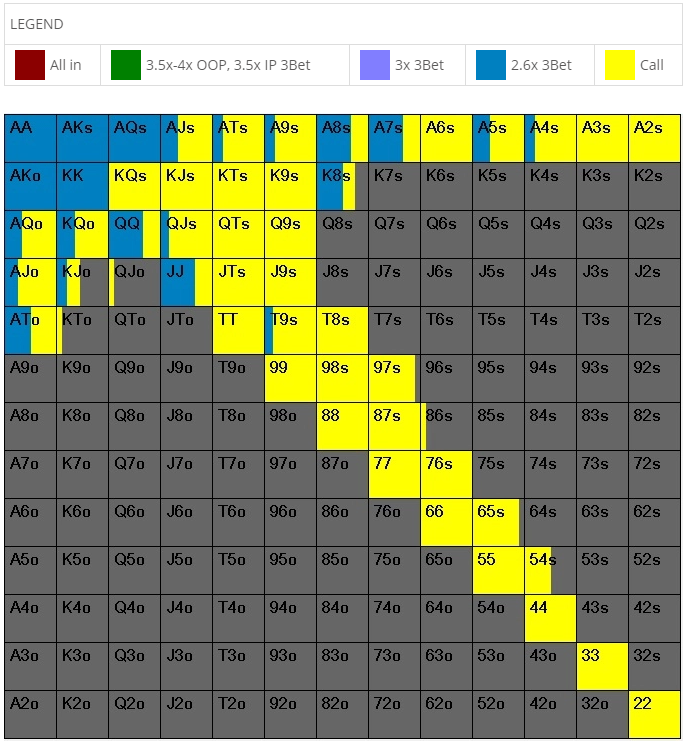 LEGEND
All in 3.5x-4x OOP, 3.5x IP 3Bet 3x 3Bet 2.6x 3Bet Call
AA AKs AQs AJs ATs A9s A8s A7s A6s A5s A4s A3s A2s
AKo KK KQs KJs KTs K9s K8s K7s K6s K5s K4s K3s K2s
AQo KQo QQ QJs QTs Q9s Q8s Q7s Q6s Q5s Q4s Q3s Q2s
AJo KJo QJo JJ JTs J9s J8s J7s J6s J5s J4s J3s J2s
ATo KTo QTo JTo TT T9s T8s T7s T6s T5s T4s T3s T2s
A9o K9o Q9o J9o T9o 99 98s 97s 96s 95s 94s 93s 92s
A8o K8o Q8o J8o T8o 98o 88 87s 86s 85s 84s 83s 82s
A7o K7o Q7o J7o T7o 97o 87o 77 76s 75s 74s 73s 72s
A6o K6o Q6o J6o T6o 96o 86o 76o 66 65s 64s 63s 62s
A5o K5o Q5o J5o T5o 95o 85o 75o 65o 55 54s 53s 52s
A4o K4o Q4o J4o T4o 94o 84o 74o 64o 54o 44 43s 42s
A3o K3o Q3o J3o T3o 93o 83o 73o 63o 53o 43o 33 32s
A2o K2o Q2o J2o T2o 92o 82o 72o 62o 52o 42o 32o 22